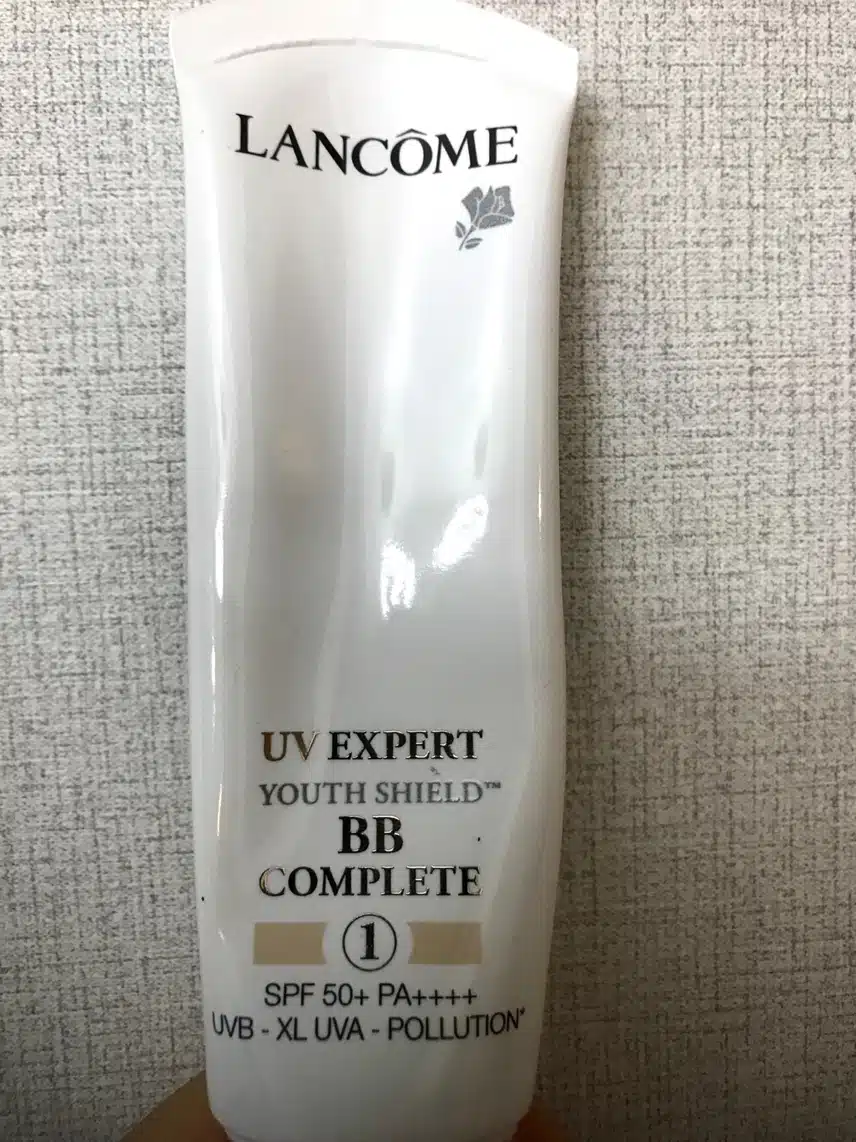 LANCÔME
UV EXPERT
YOUTH SHIELD™
BB
COMPLETE
1
SPF 50+ PA++++
UVB - XL UVA - POLLUTION*